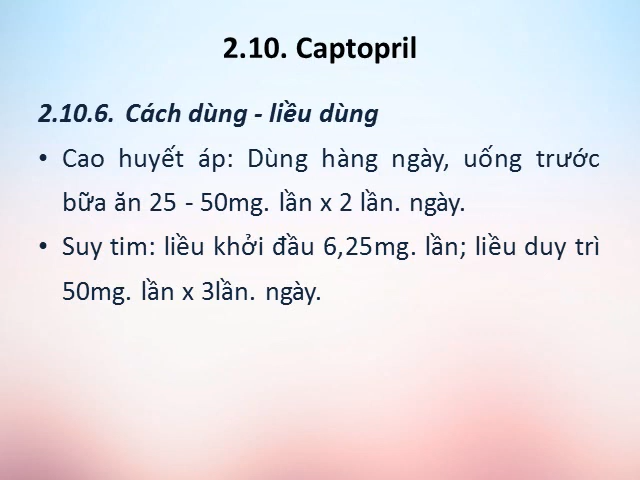 2.10. Captopril
2.10.6. Cách dùng - liều dùng
• Cao huyết áp: Dùng hàng ngày, uống trước
bữa ăn 25 - 50mg. lần x 2 lần. ngày.
• Suy tim: liều khởi đầu 6,25mg. lần; liều duy trì
50mg. lần x 3lần. ngày.